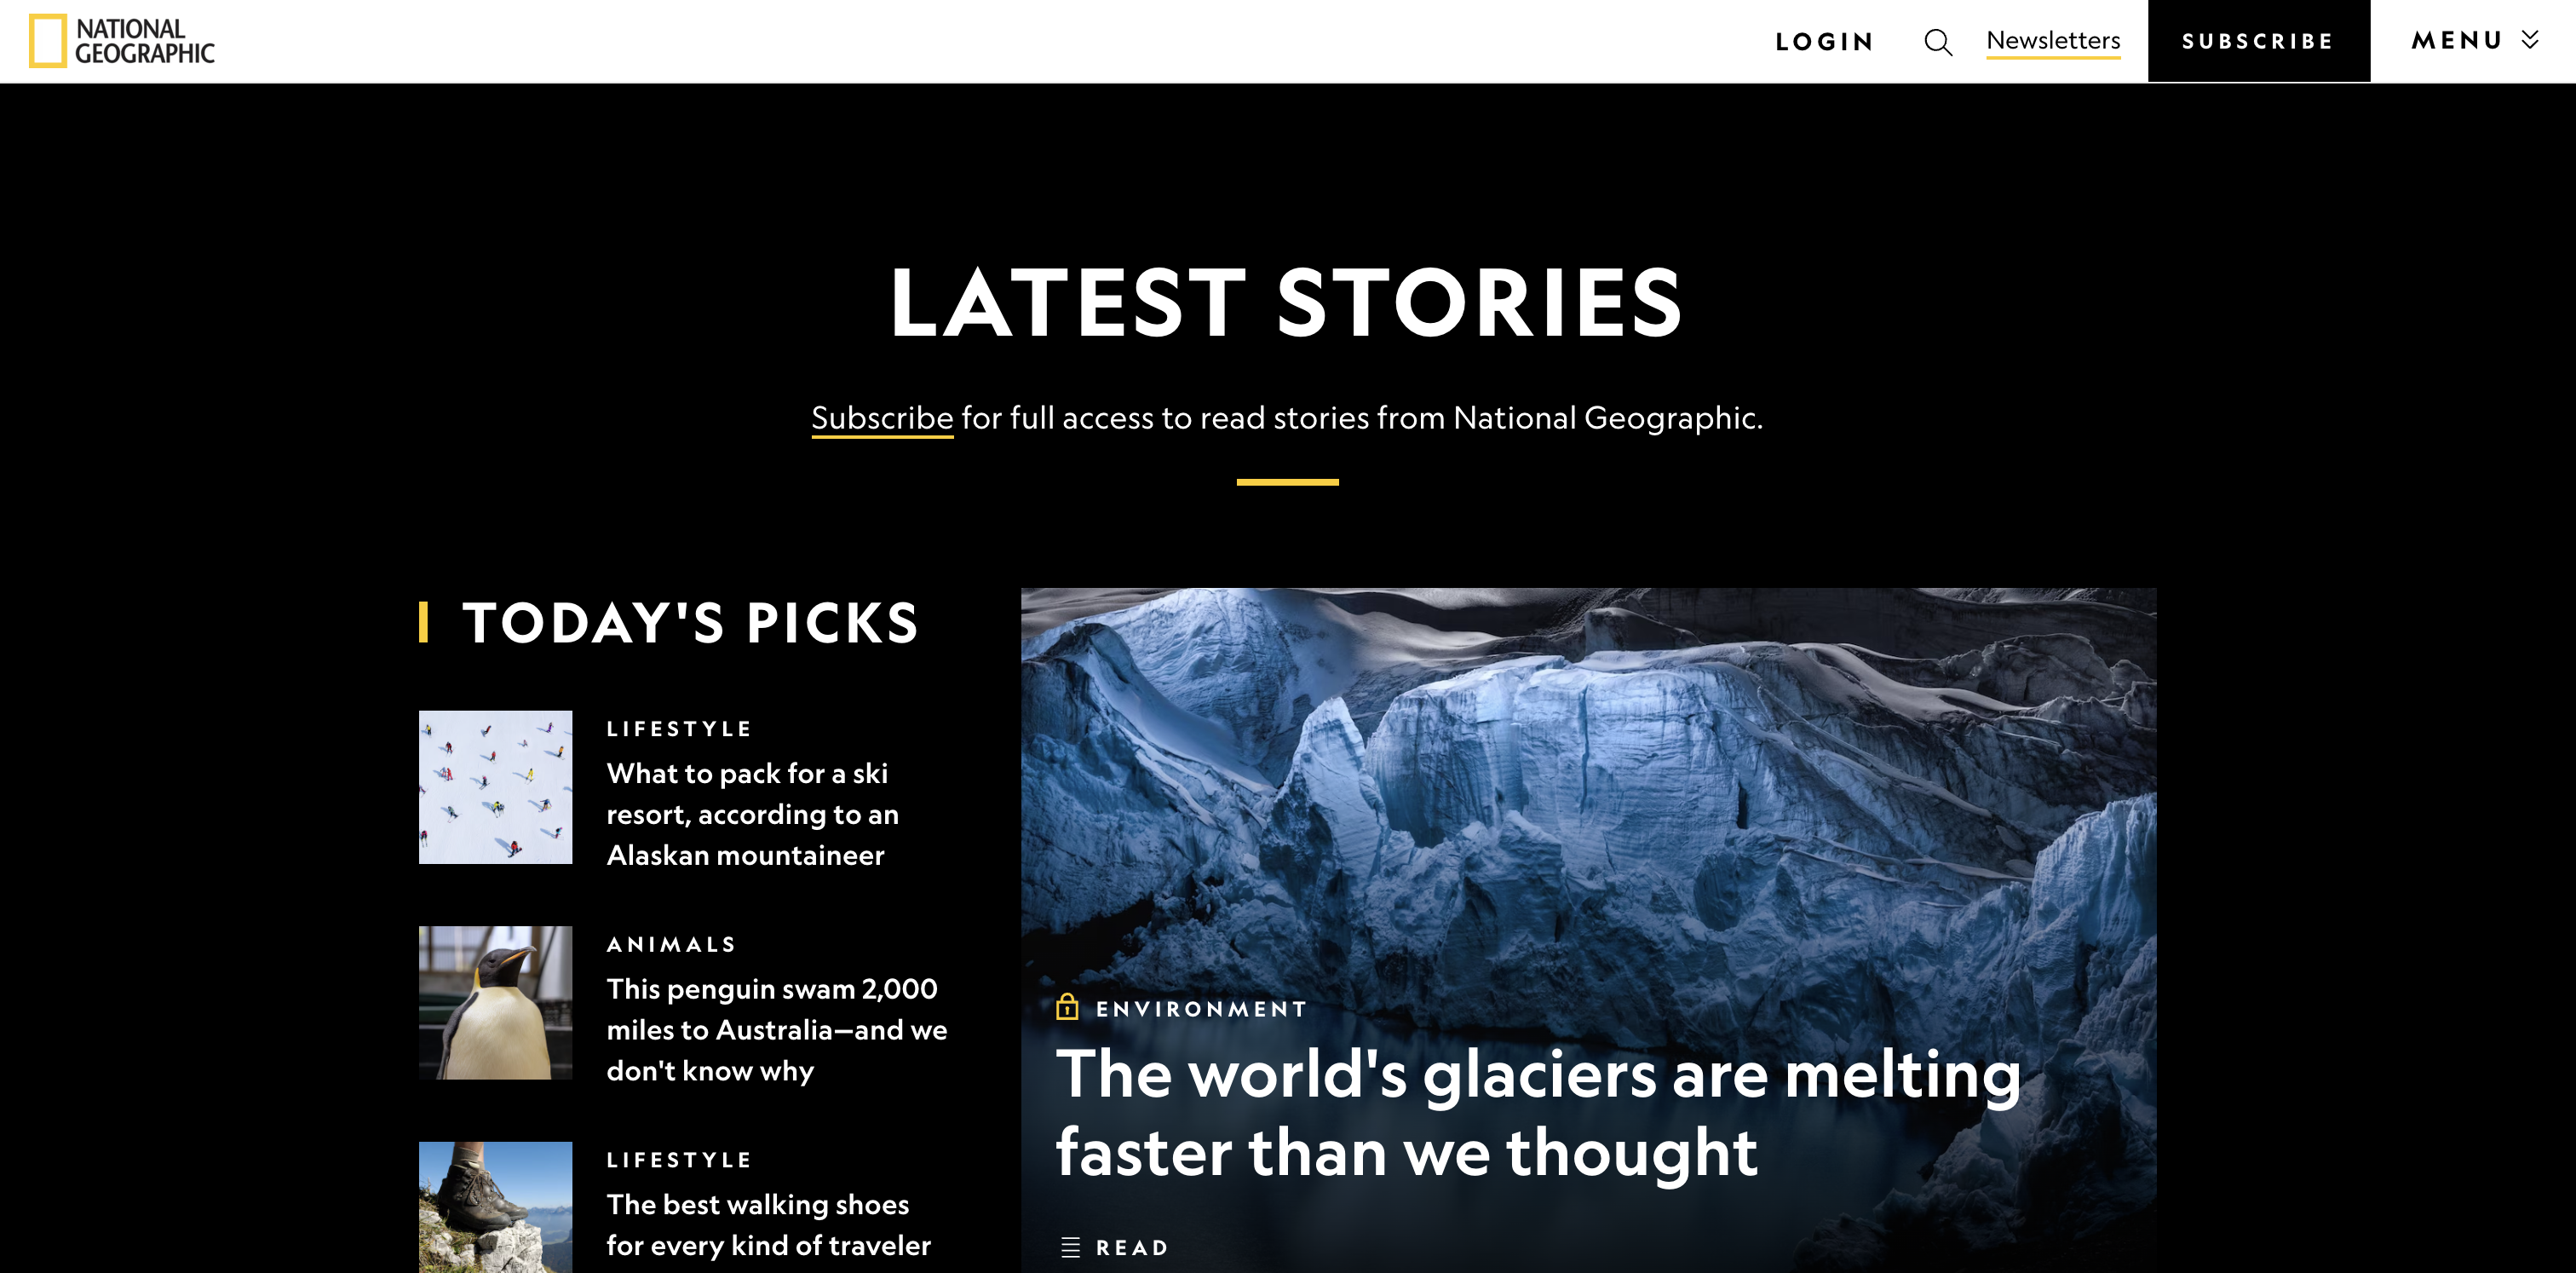 NATIONAL
GEOGRAPHIC
LOGIN
Newsletters
SUBSCRIBE
MENU
LATEST STORIES
Subscribe for full access to read stories from National Geographic.
TODAY'S PICKS
LIFESTYLE
What to pack for a ski
resort, according to an
Alaskan mountaineer
ANIMALS
This penguin swam 2,000
miles to Australia—and we
don't know why
LIFESTYLE
The best walking shoes
for every kind of traveler
ENVIRONMENT
The world's glaciers are melting
faster than we thought
READ